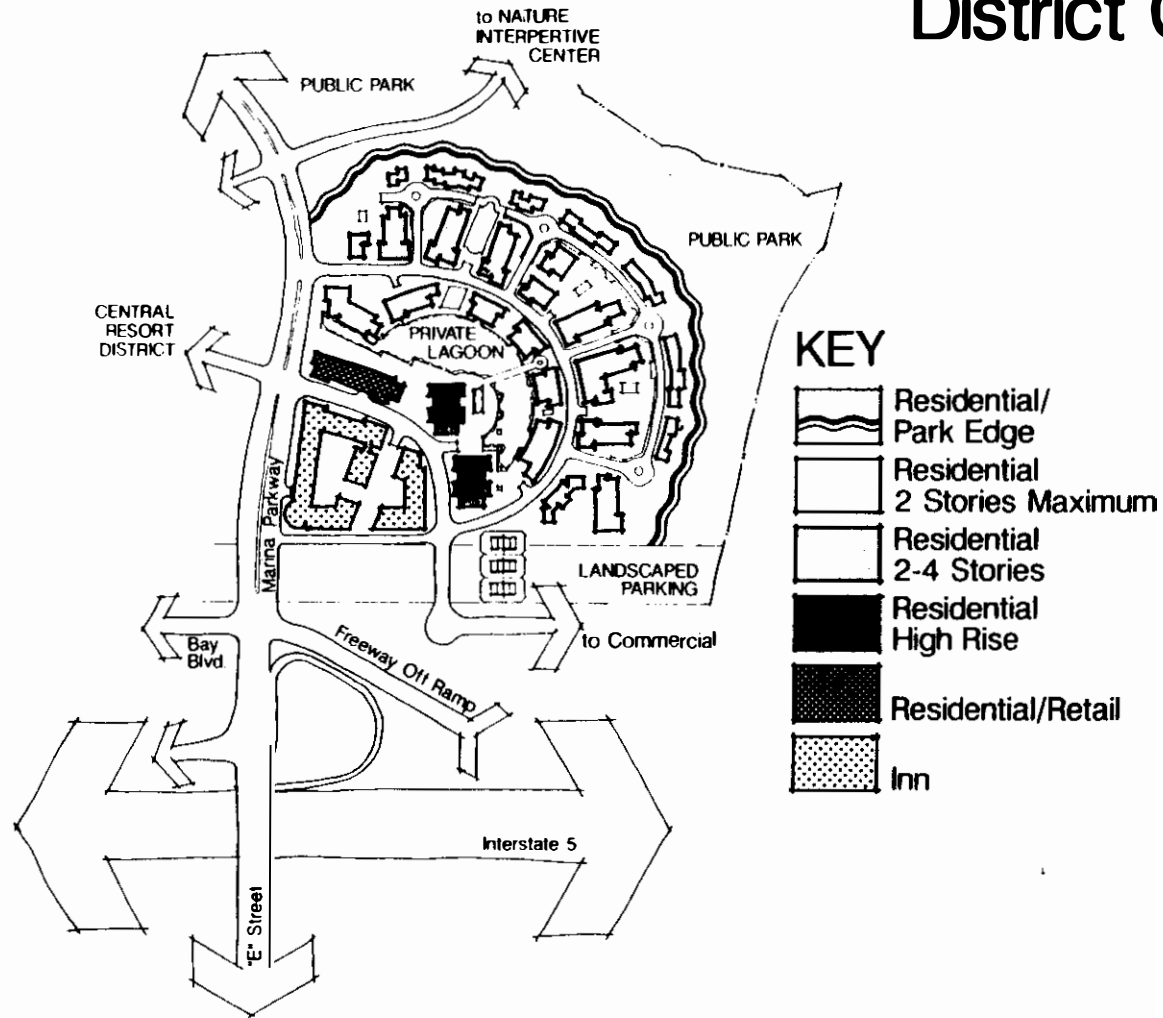 District
to NATURE
INTERPERTIVE
CENTER
PUBLIC PARK
PUBLIC PARK
CENTRAL
RESORT
DISTRICT
PRIVATE
LAGOON
Marina Parkway
LANDSCAPED
PARKING
Bay
Blvd.
Freeway Off Ramp
to Commercial
Interstate 5
"E" Street
KEY
Residential/
Park Edge
Residential
2 Stories Maximum
Residential
2-4 Stories
Residential
High Rise
Residential/Retail
Inn